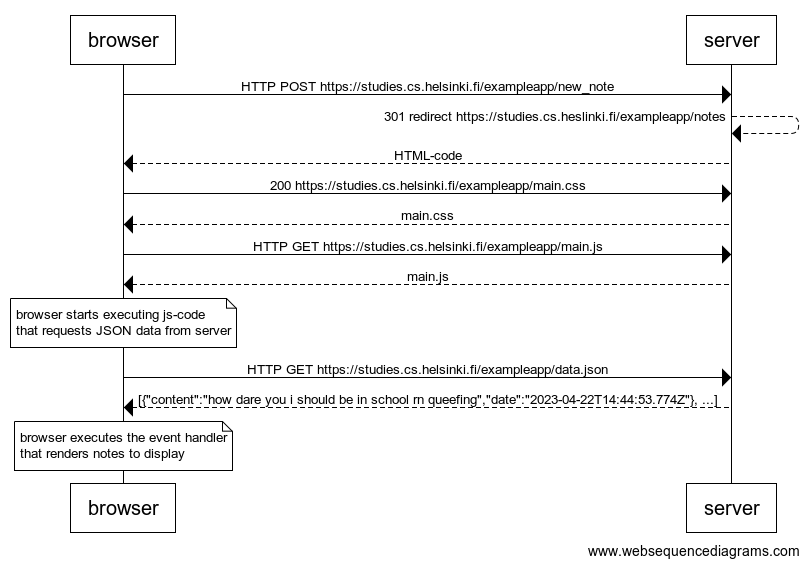 browser
server
HTTP POST https://studies.cs.helsinki.fi/exampleapp/new_note
301 redirect https://studies.cs.heslinki.fi/exampleapp/notes
HTML-code
200 https://studies.cs.helsinki.fi/exampleapp/main.css
main.css
HTTP GET https://studies.cs.helsinki.fi/exampleapp/main.js
main.js
browser starts executing js-code
that requests JSON data from server
HTTP GET https://studies.cs.helsinki.fi/exampleapp/data.json
[{"content":"how dare you i should be in school rn queefing","date":"2023-04-22T14:44:53.774Z"}, ...]
browser executes the event handler
that renders notes to display
browser
server
www.websequencediagrams.com